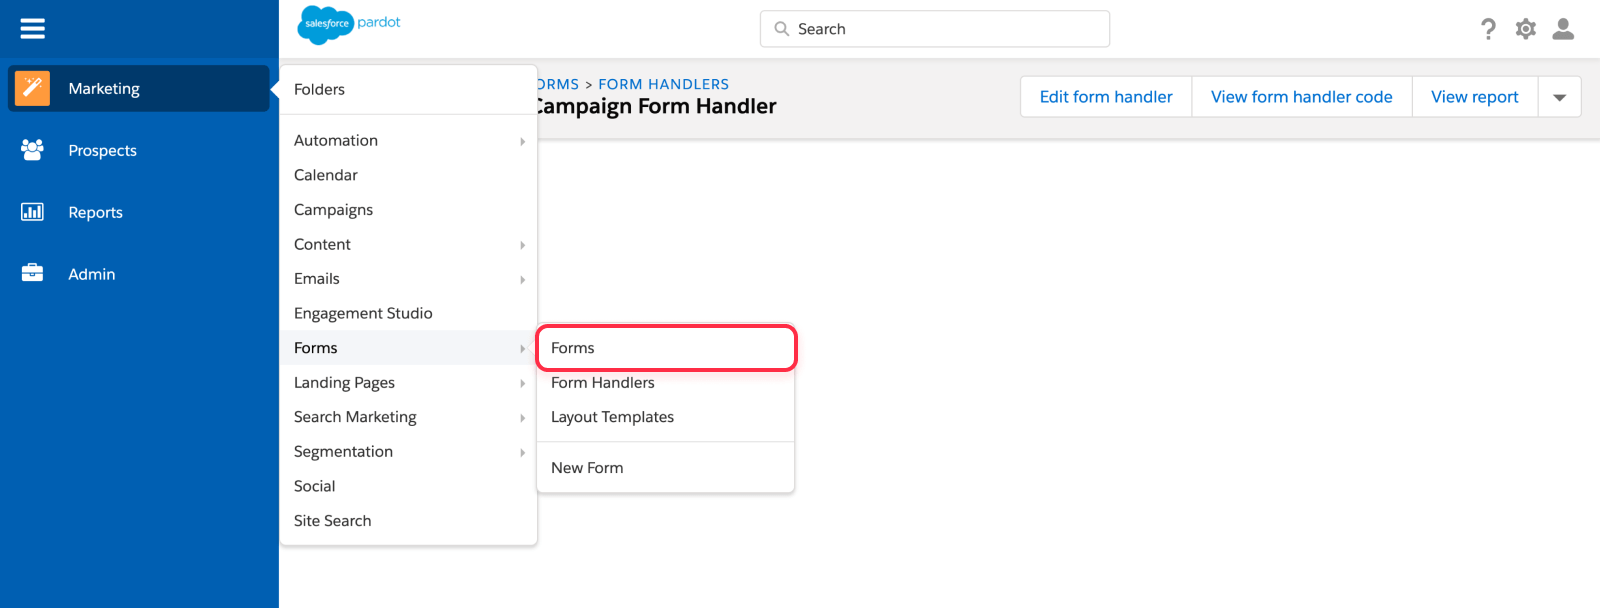 salesforce pardot
Search
?
Marketing
Prospects
Reports
Admin
Folders
Automation
Calendar
Campaigns
Content
Emails
Engagement Studio
Forms
Landing Pages
Search Marketing
Segmentation
Social
Site Search
Forms
Form Handlers
Layout Templates
New Form
ORMS > FORM HANDLERS
Campaign Form Handler
Edit form handler
View form handler code
View report